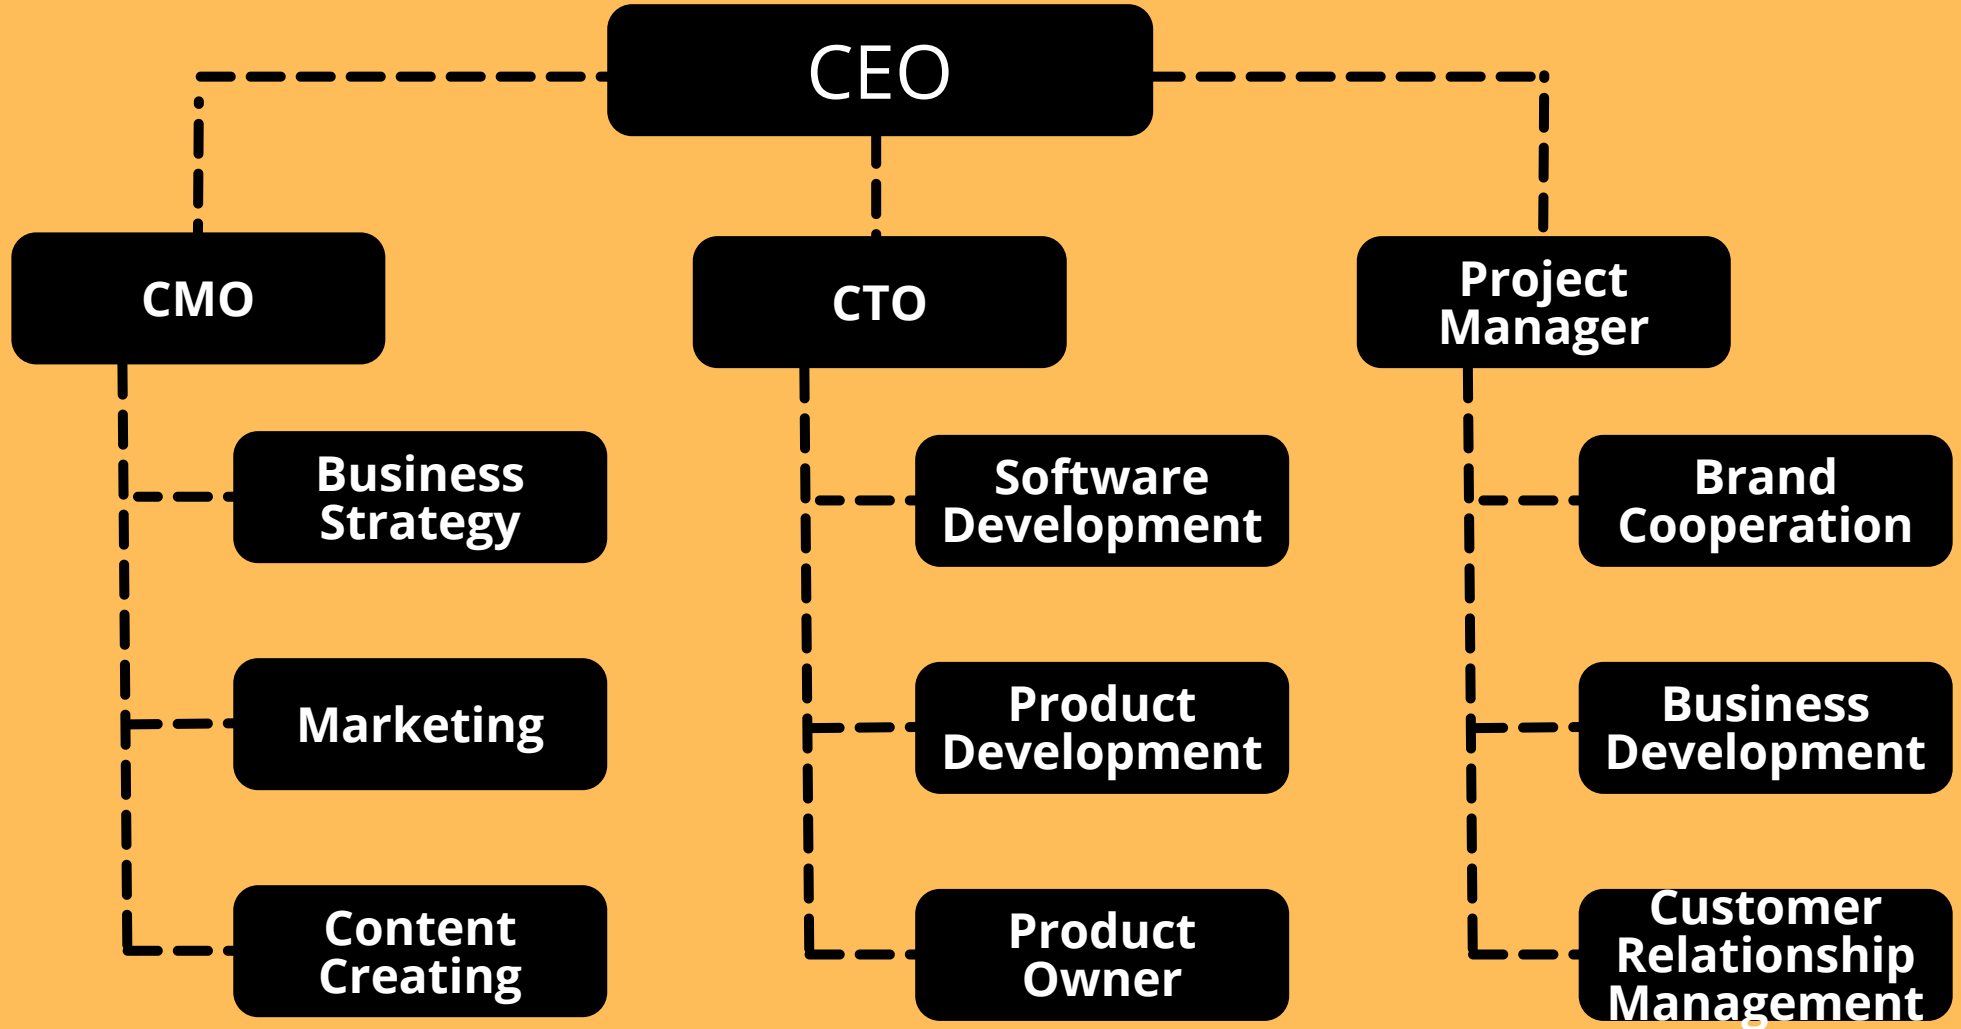 CEO
CMO
CTO
Project
Manager
Business
Strategy
Marketing
Content
Creating
Software
Development
Product
Development
Product
Owner
Brand
Cooperation
Business
Development
Customer
Relationship
Management